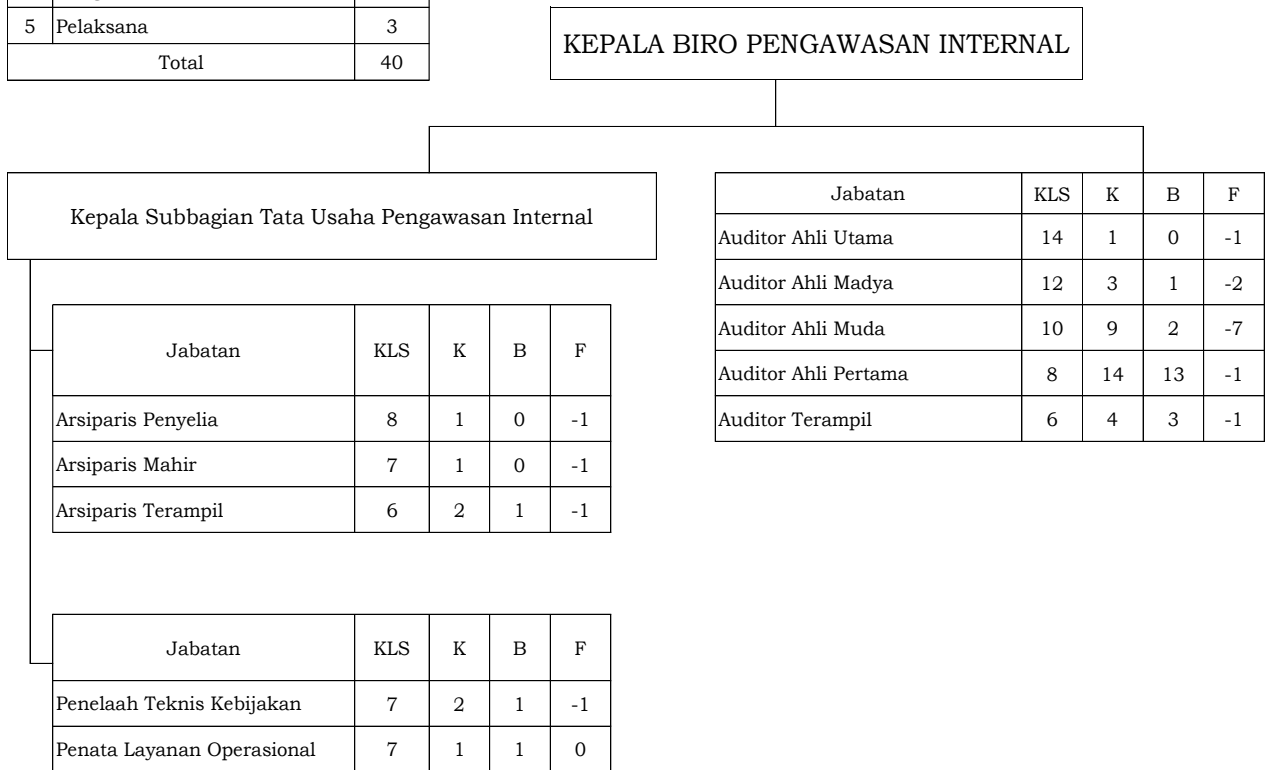 5 Pelaksana 3
Total 40
KEPALA BIRO PENGAWASAN INTERNAL
Kepala Subbagian Tata Usaha Pengawasan Internal
Jabatan KLS K B F
Arsiparis Penyelia 8 1 0 -1
Arsiparis Mahir 7 1 0 -1
Arsiparis Terampil 6 2 1 -1
Jabatan KLS K B F
Penelaah Teknis Kebijakan 7 2 1 -1
Penata Layanan Operasional 7 1 1 0
Jabatan KLS K B F
Auditor Ahli Utama 14 1 0 -1
Auditor Ahli Madya 12 3 1 -2
Auditor Ahli Muda 10 9 2 -7
Auditor Ahli Pertama 8 14 13 -1
Auditor Terampil 6 4 3 -1